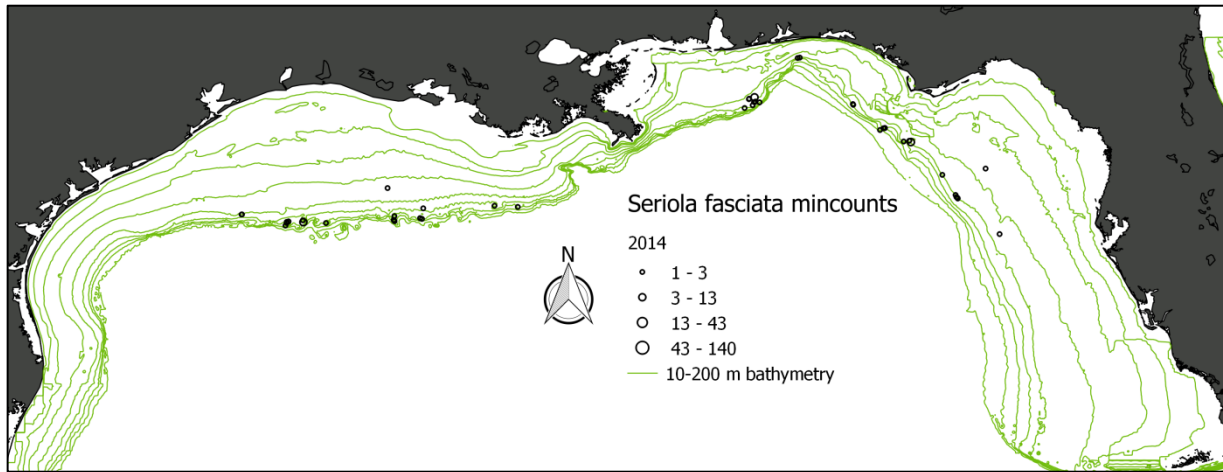 Seriola fasciata mincounts
2014
N
1 - 3
3 - 13
13 - 43
43 - 140
10-200 m bathymetry